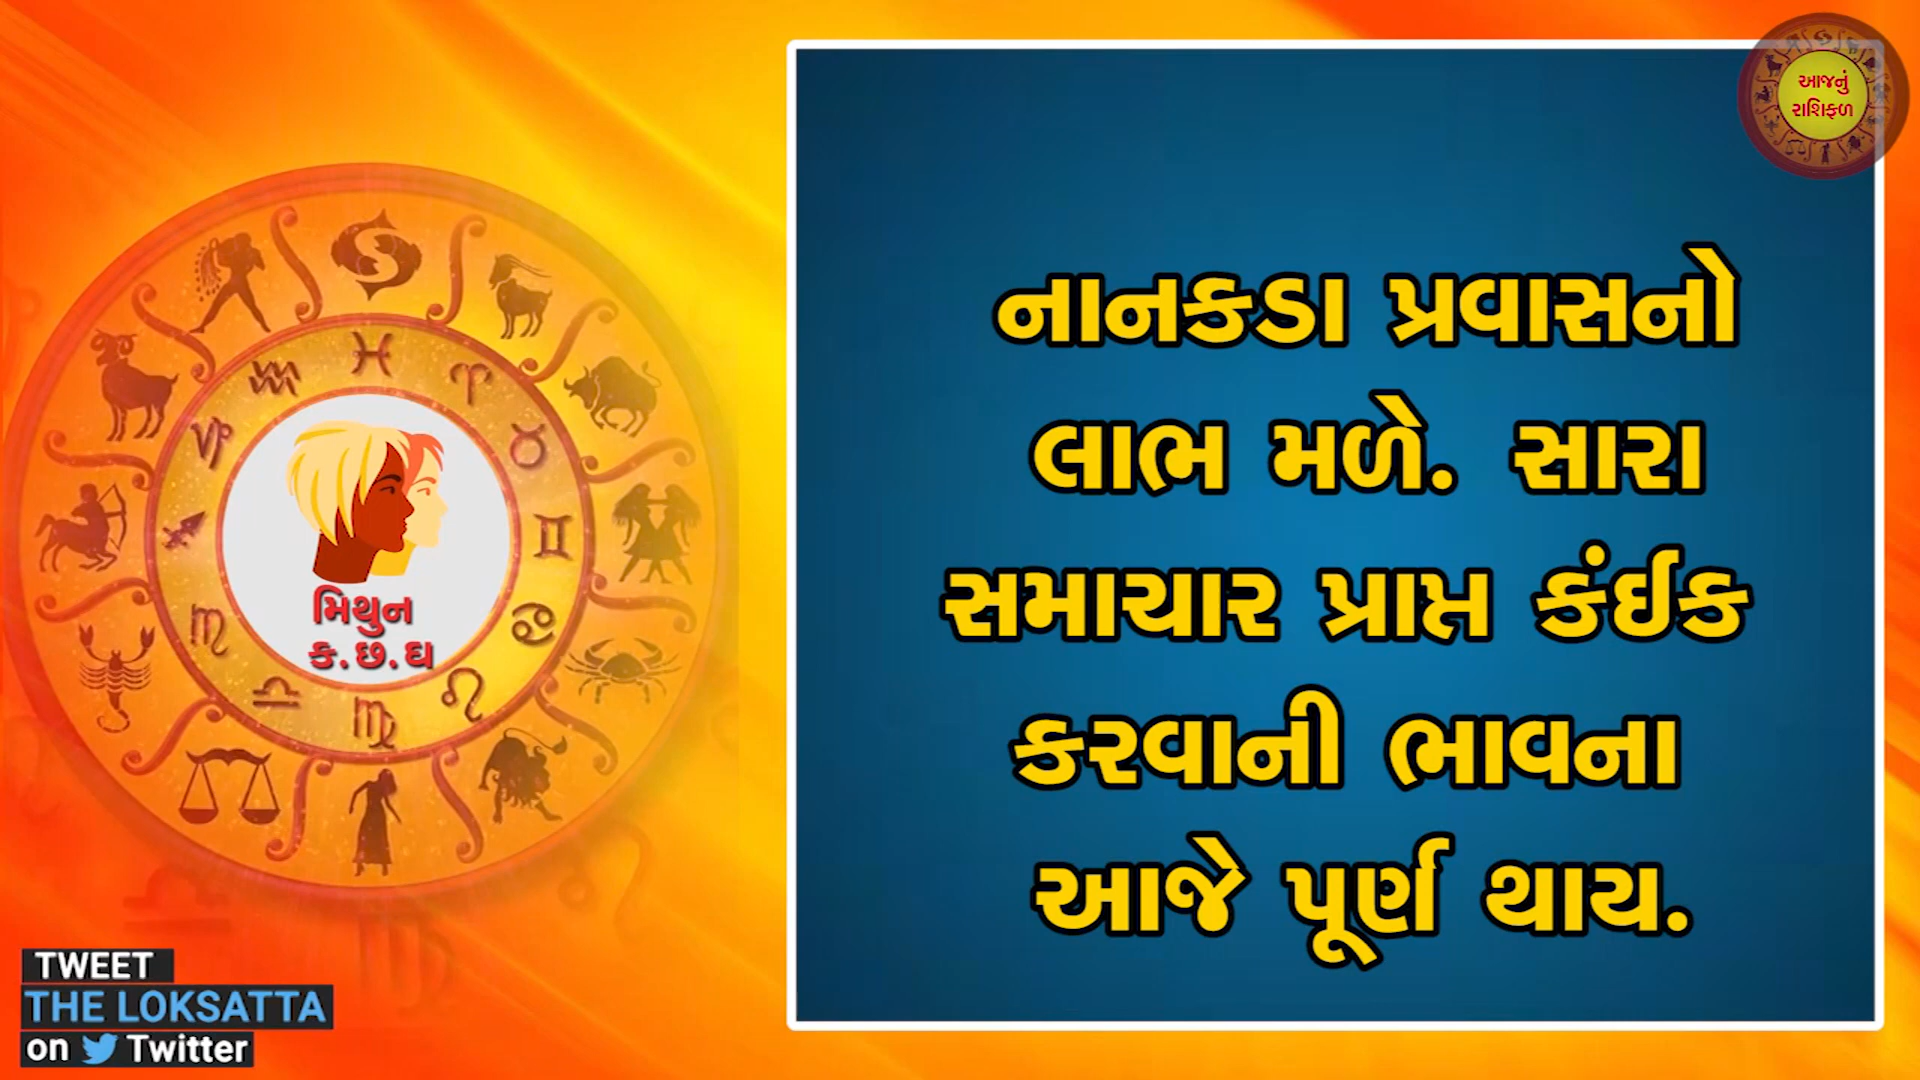 આજનું
રાશિફળ
નાનકડા પ્રવાસનો
લાભ મળે. સારા
સમાચાર પ્રાપ્ત કંઈક
કરવાની ભાવના
આજે પૂર્ણ થાય.
મિથુન
ક.છ.ઘ
TWEET
THE LOKSATTA
on Twitter